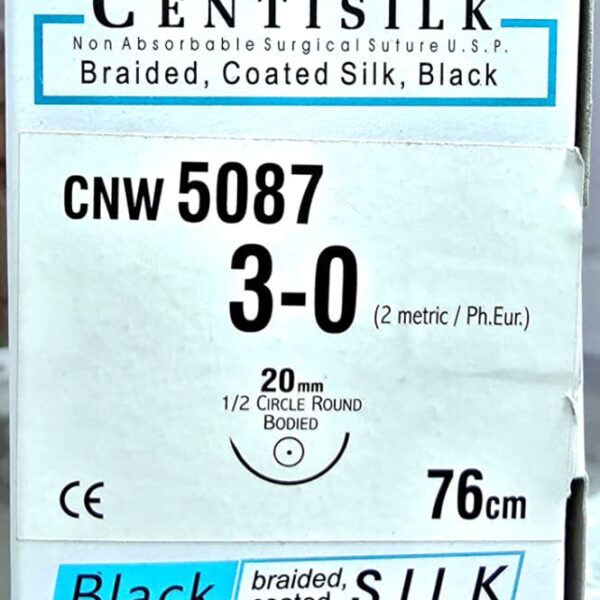 CENTISILK
Non Absorbable Surgical Suture U.S.P.
Braided, Coated Silk, Black
CNW 5087
3-0 (2 metric / Ph.Eur.)
20mm
1/2 CIRCLE ROUND
BODIED
CE
76cm
Black braided, SILK
coated